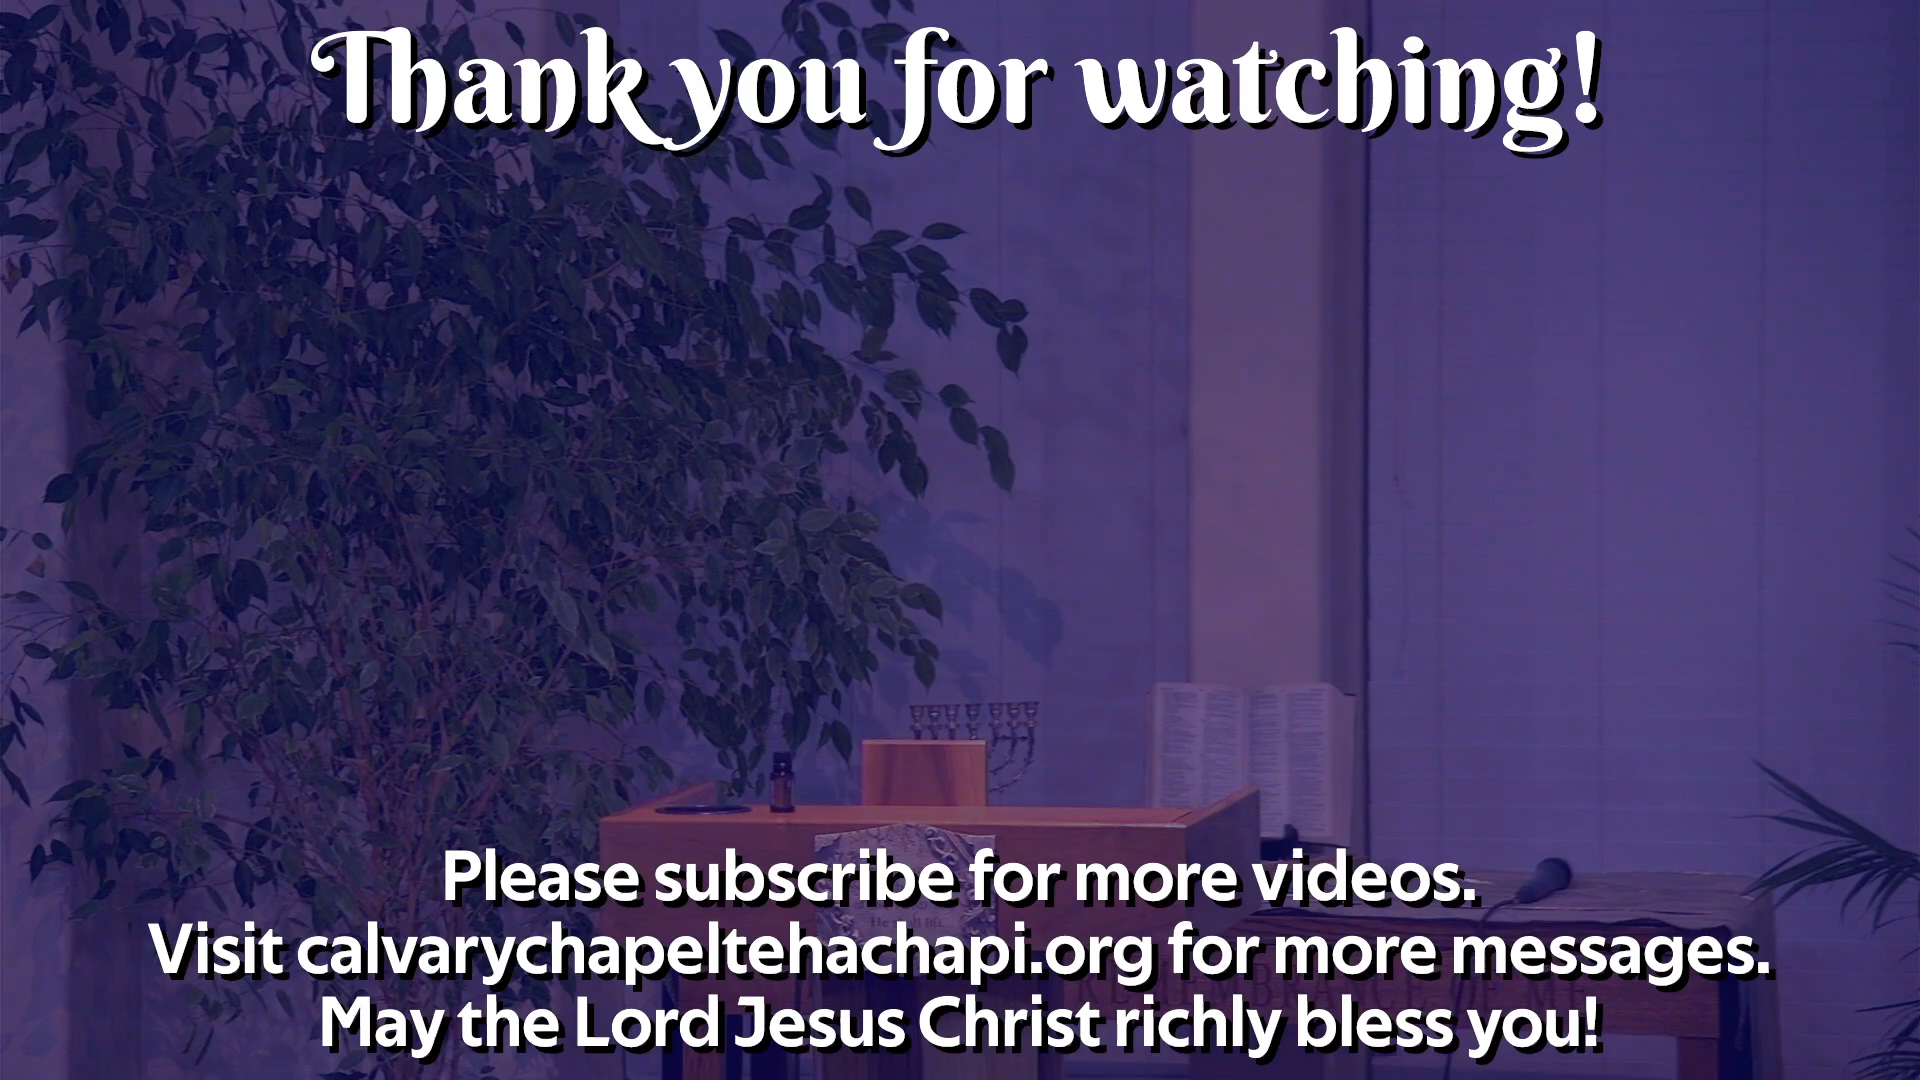 Thank you for watching!
Please subscribe for more videos.
Visit calvarychapeltehachapi.org for more messages.
May the Lord Jesus Christ richly bless you!